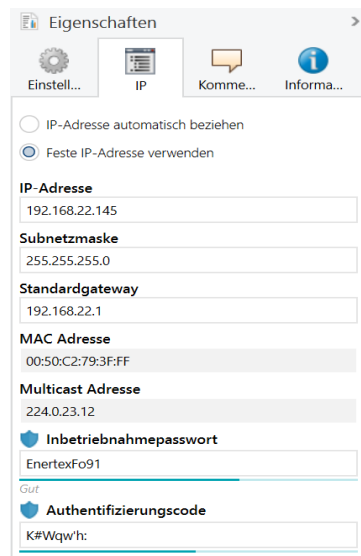 Eigenschaften
Einstell...
IP
Komme...
Informa...
IP-Adresse automatisch beziehen
Feste IP-Adresse verwenden
IP-Adresse
192.168.22.145
Subnetzmaske
255.255.255.0
Standardgateway
192.168.22.1
MAC Adresse
00:50:C2:79:3F:FF
Multicast Adresse
224.0.23.12
Inbetriebnahmepasswort
EnertexFo91
Gut
Authentifizierungscode
K#Wqw'h: